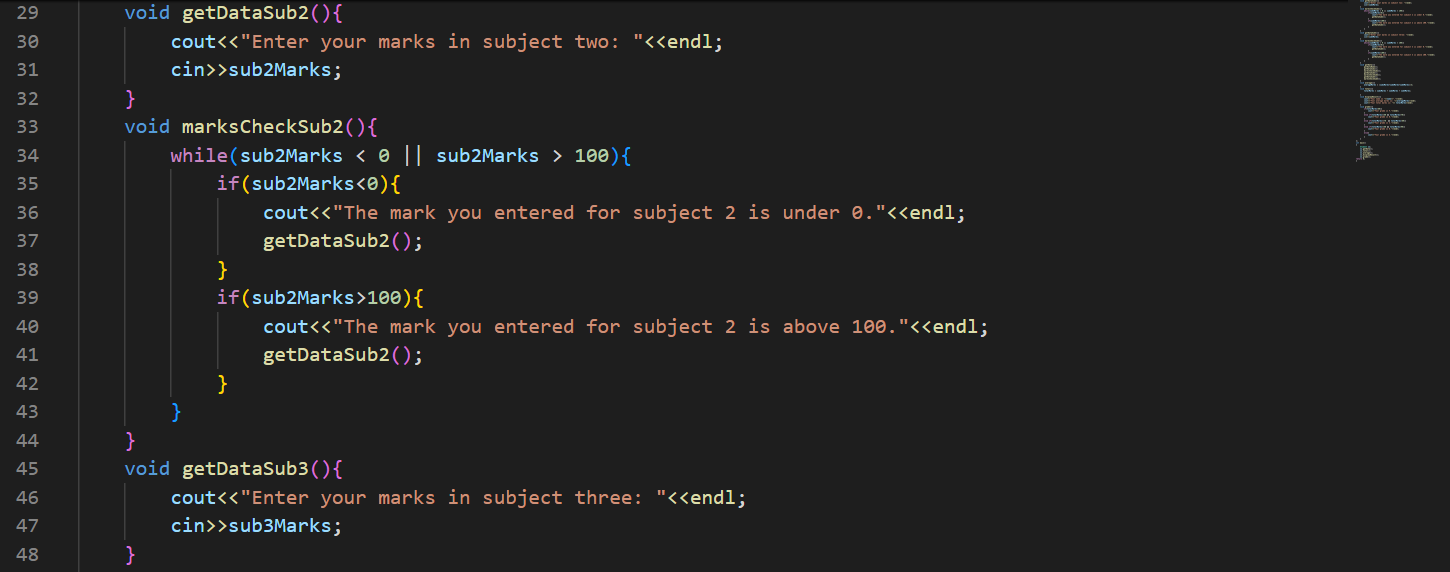 29 void getDataSub2(){
30 cout<<"Enter your marks in subject two: "<<endl;
31 cin>>sub2Marks;
32 }
33 void marksCheckSub2(){
34 while(sub2Marks < 0 || sub2Marks > 100){
35 if(sub2Marks<0){
36 cout<<"The mark you entered for subject 2 is under 0."<<endl;
37 getDataSub2();
38 }
39 if(sub2Marks>100){
40 cout<<"The mark you entered for subject 2 is above 100."<<endl;
41 getDataSub2();
42 }
43 }
44 }
45 void getDataSub3(){
46 cout<<"Enter your marks in subject three: "<<endl;
47 cin>>sub3Marks;
48 }